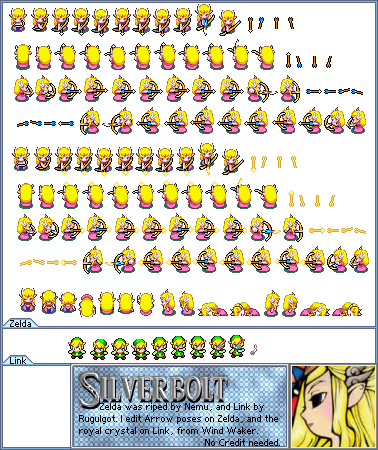 Zelda
Link
SILVERBOLT
Zelda was riped by Nemu, and Link by
Rugulgot. I edit Arrow poses on Zelda, and the
royal crystal on Link, from Wind Waker.
No Credit needed.